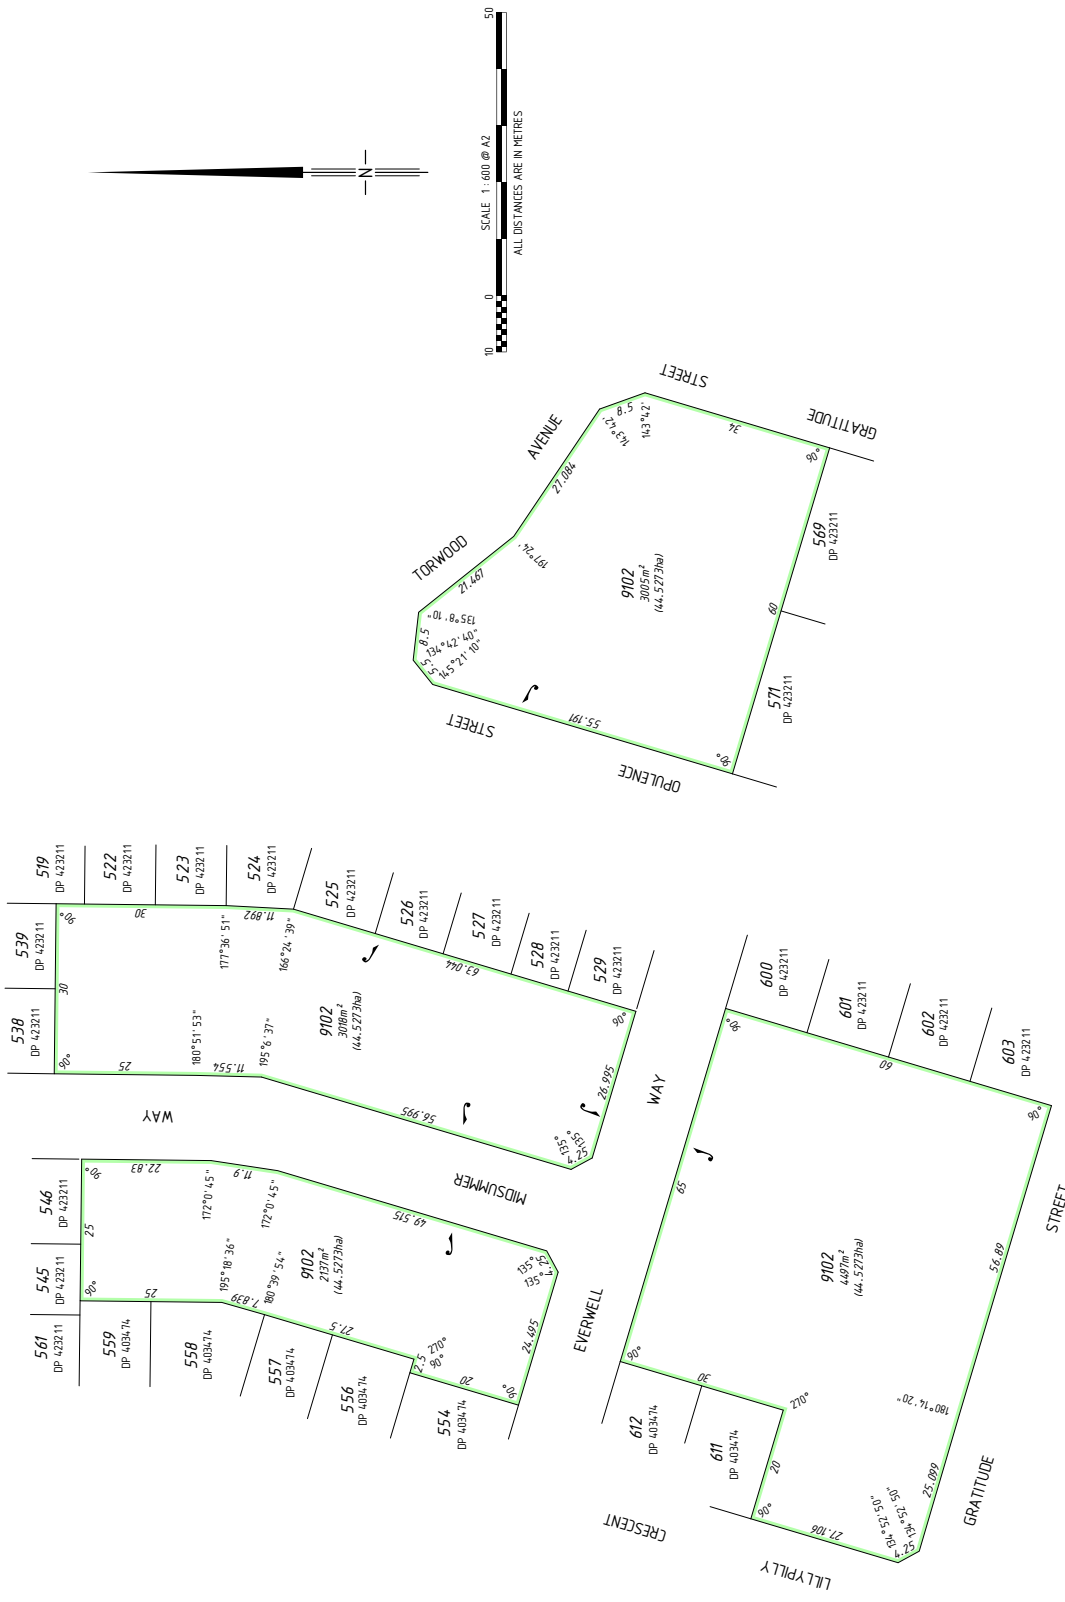 50
SCALE 1 : 600 @ A2
0
10
ALL DISTANCES ARE IN METRES
N
STREET
GRATITUDE
AVENUE
TORWOOD
8.5
143°42'
143°42'
34
90°
27.084
197°24'
21.467
135°8'10"
8.5
134°42'40"
5.5
145°21'10"
9102
3005m²
(44.5273ha)
569
DP 423211
60
571
DP 423211
55.191
90°
STREET
OPULENCE
519
DP 423211
522
DP 423211
523
DP 423211
524
DP 423211
525
DP 423211
526
DP 423211
527
DP 423211
528
DP 423211
529
DP 423211
539
DP 423211
538
DP 423211
90°
30
11.892
177°36'51"
166°24'39"
63.044
30
9102
3018m²
(44.5273ha)
90°
180°51'53"
195°6'37"
90°
25
11.554
56.995
26.995
135°
135°
4.25
WAY
WAY
MIDSUMMER
EVERWELL
546
DP 423211
545
DP 423211
561
DP 423211
559
DP 403474
558
DP 403474
557
DP 403474
556
DP 403474
554
DP 403474
90°
22.83
11.9
172°0'45"
172°0'45"
49.515
25
9102
2137m²
(44.5273ha)
195°18'36"
180°39'54"
135°
135°
4.25
90°
25
7.839
27.5
2.5
270°
90°
20
90°
24.495
600
DP 423211
601
DP 423211
602
DP 423211
603
DP 423211
90°
60
90°
65
9102
4497m²
(44.5273ha)
56.89
STREET
GRATITUDE
90°
30
270°
180°14'20"
612
DP 403474
611
DP 403474
20
90°
27.106
134°52'50"
134°52'50"
4.25
25.099
CRESCENT
LILLYPILLY